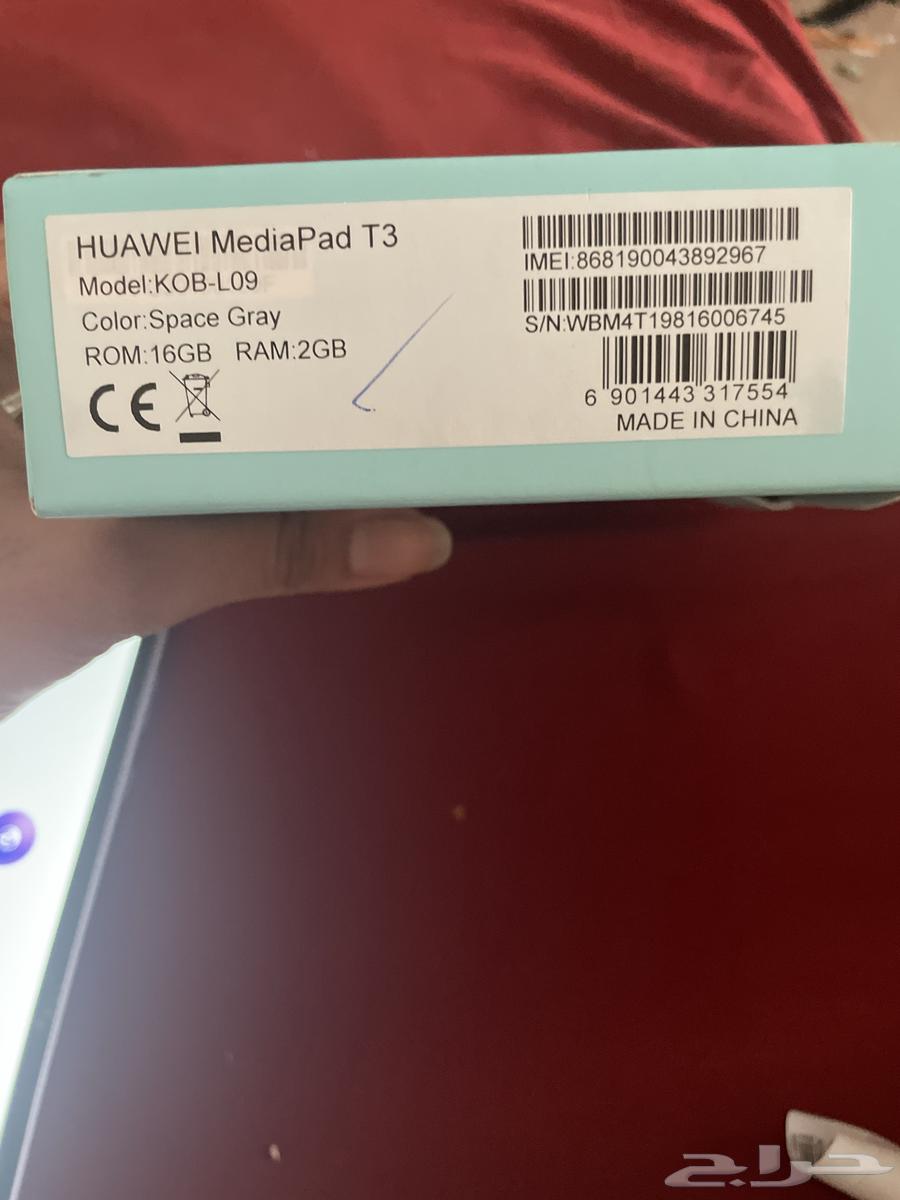 HUAWEI MediaPad T3
Model:KOB-L09
Color:Space Gray
ROM:16GB RAM:2GB
CE
IMEI:868190043892967
S/N:WBM4T19816006745
6 901443 317554
MADE IN CHINA
حراج